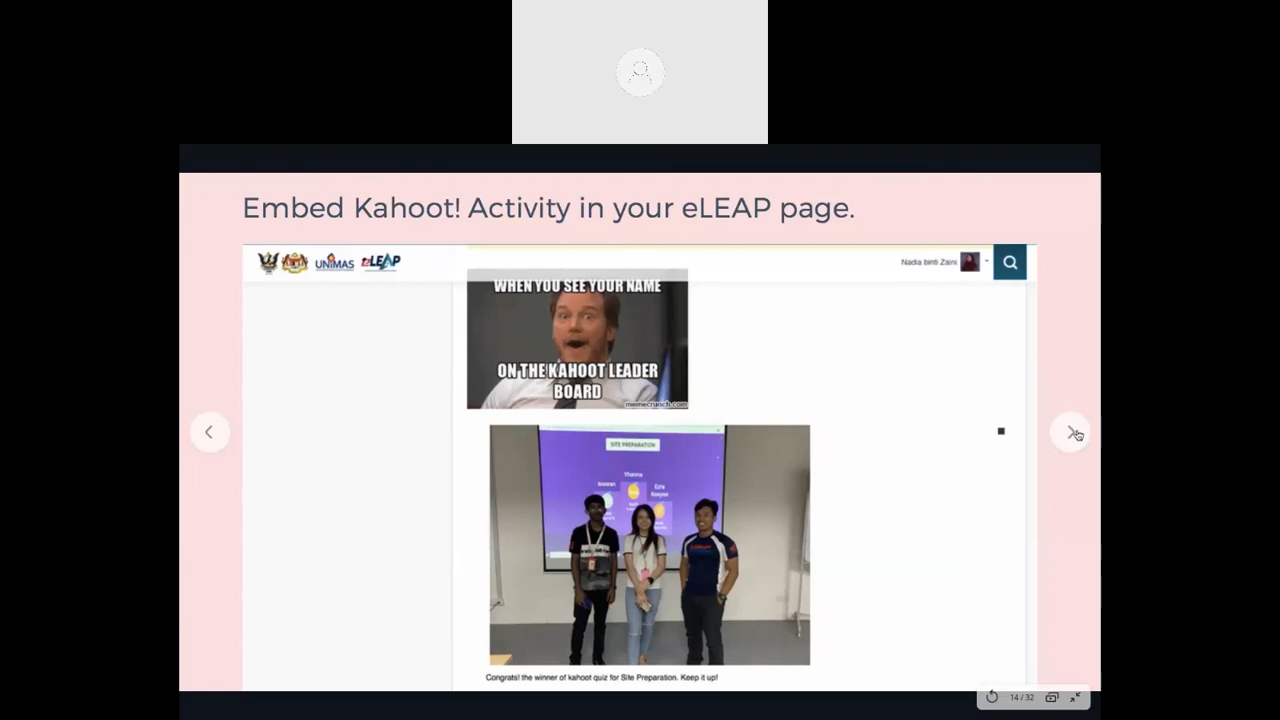 Embed Kahoot! Activity in your eLEAP page.
UNIMAS eLEAP
Nadia binti Zaini
WHEN YOU SEE YOUR NAME
ON THE KAHOOT LEADER
BOARD
memecrunch.com
SITE PREPARATION
Yihanna
Ezra
Congrats! the winner of kahoot quiz for Site Preparation. Keep it up!
14 / 32